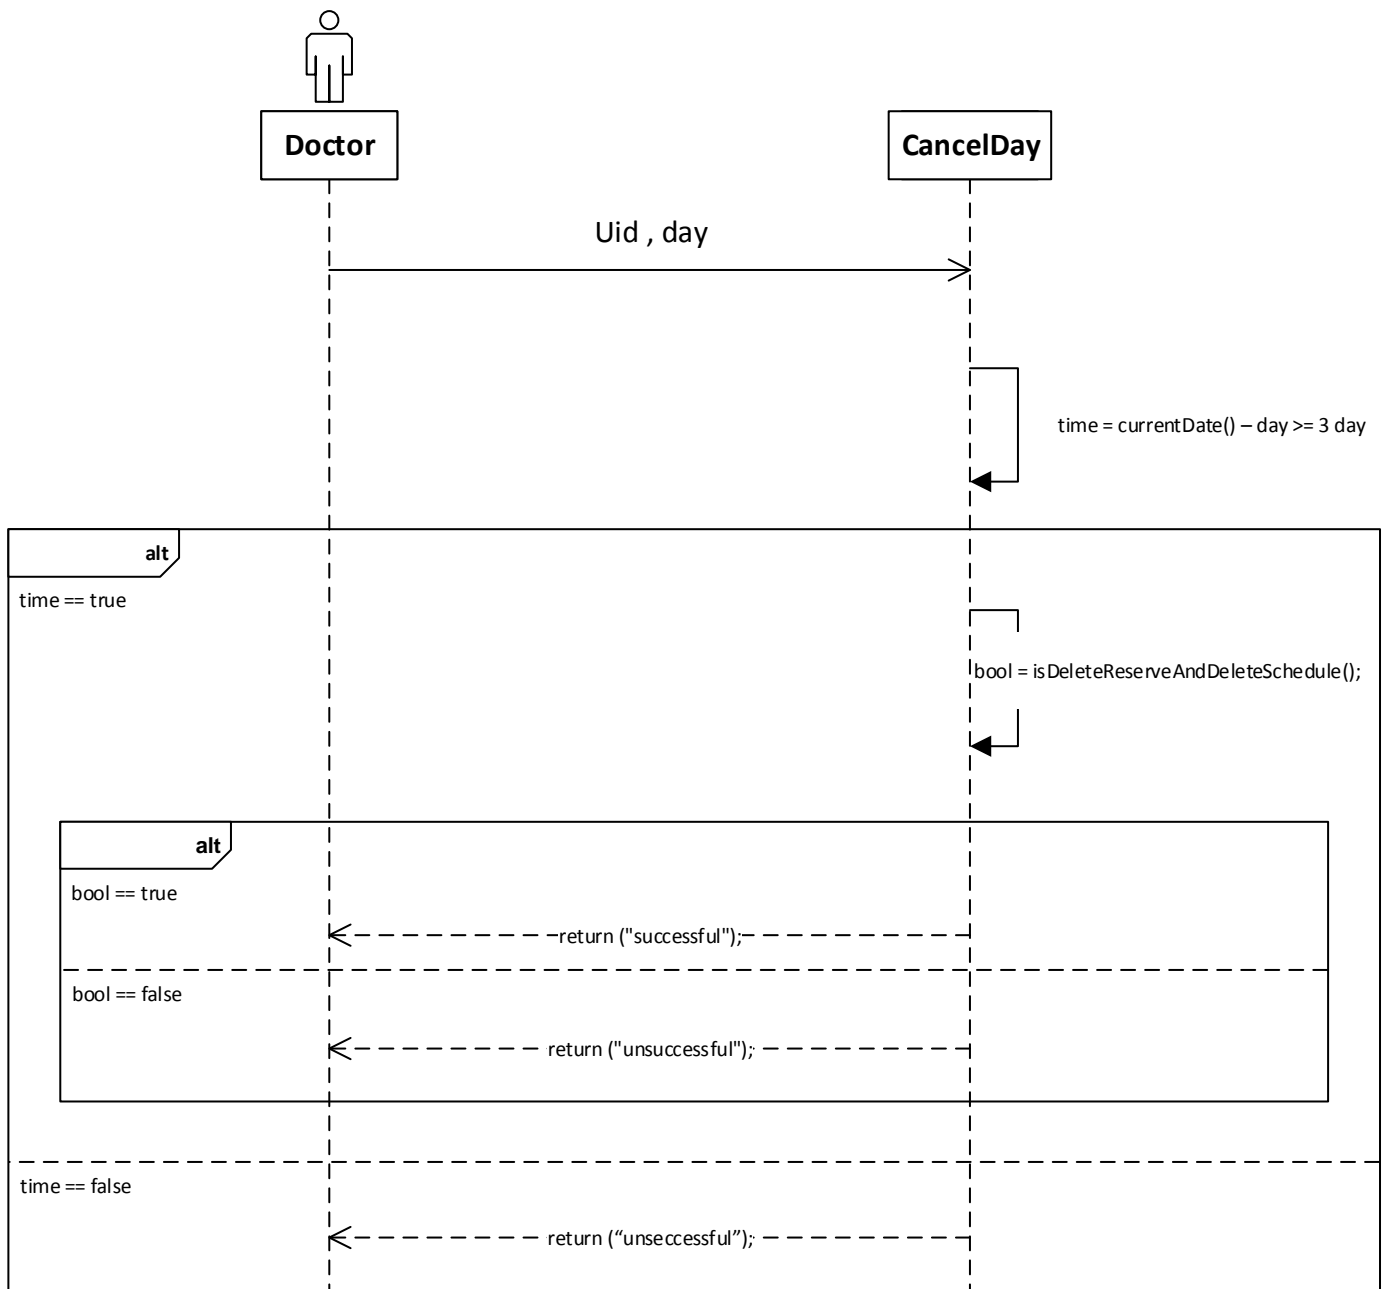 Doctor
CancelDay
Uid , day
time = currentDate() – day >= 3 day
alt
time == true
bool = isDeleteReserveAndDeleteSchedule();
alt
bool == true
return ("successful");
bool == false
return ("unsuccessful");
time == false
return (“unseccessful”);